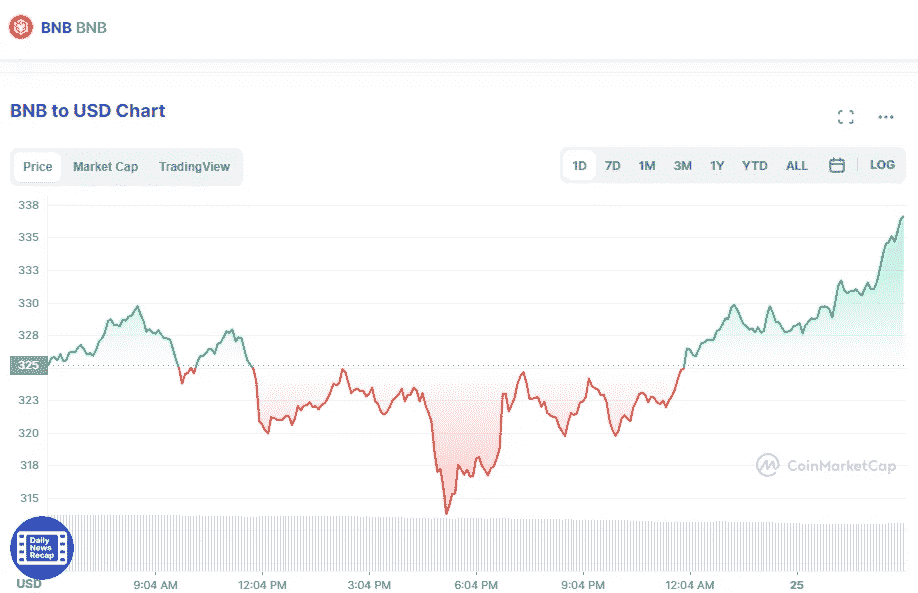 BNB BNB
BNB to USD Chart
Price Market Cap TradingView
1D 7D 1M 3M 1Y YTD ALL LOG
338
335
333
330
328
325
323
320
318
315
CoinMarketCap
Daily
News
Recap
USD
9:04 AM 12:04 PM 3:04 PM 6:04 PM 9:04 PM 12:04 AM 25